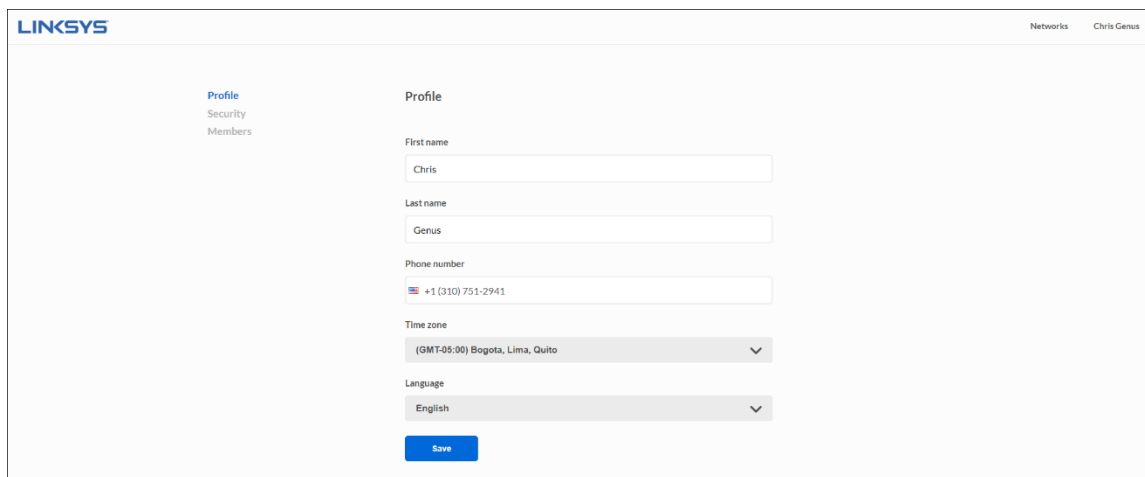 LINKSYS
Networks Chris Genus
Profile
Security
Members
Profile
First name
Chris
Last name
Genus
Phone number
+1 (310) 751-2941
Time zone
(GMT-05:00) Bogota, Lima, Quito
Language
English
Save